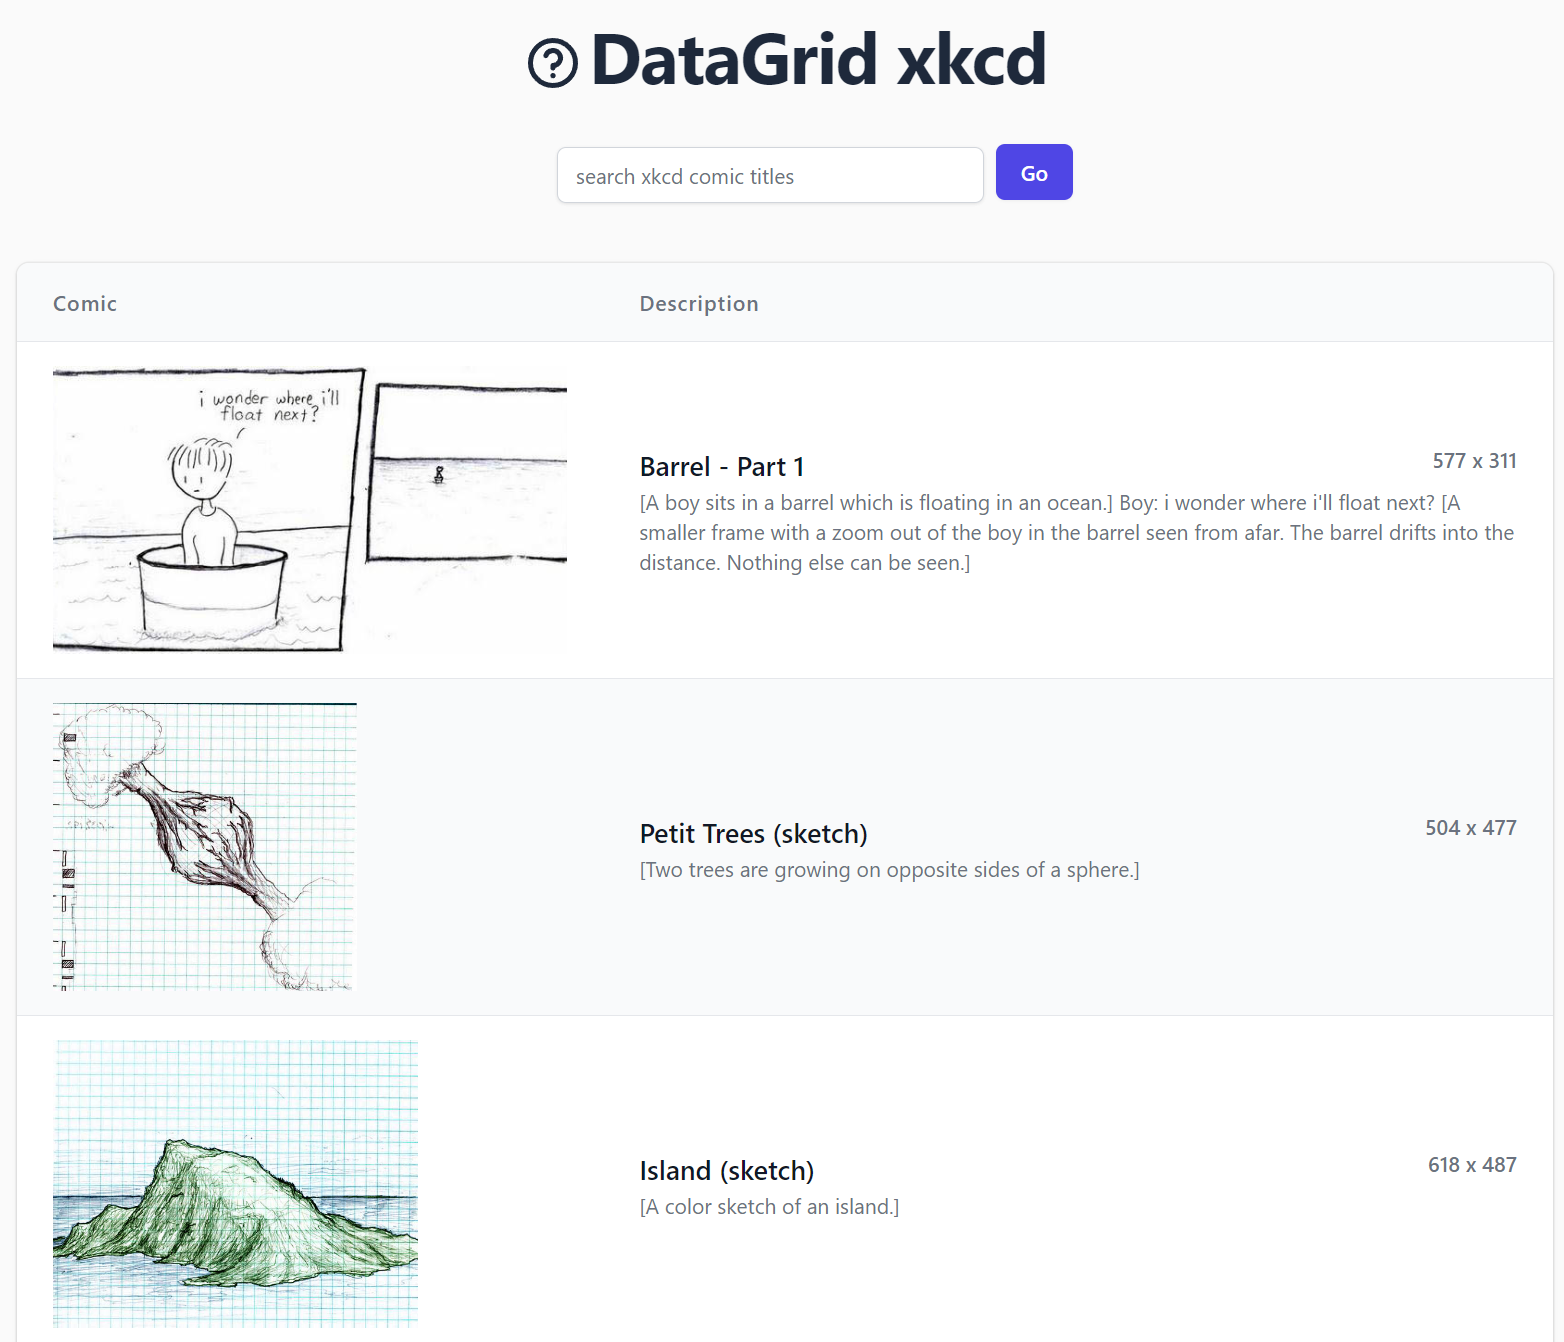 DataGrid xkcd
search xkcd comic titles
Go
Comic
Description
i wonder where i'll
float next?
Barrel - Part 1
577 x 311
[A boy sits in a barrel which is floating in an ocean.] Boy: i wonder where i'll float next? [A
smaller frame with a zoom out of the boy in the barrel seen from afar. The barrel drifts into the
distance. Nothing else can be seen.]
Petit Trees (sketch)
504 x 477
[Two trees are growing on opposite sides of a sphere.]
Island (sketch)
618 x 487
[A color sketch of an island.]